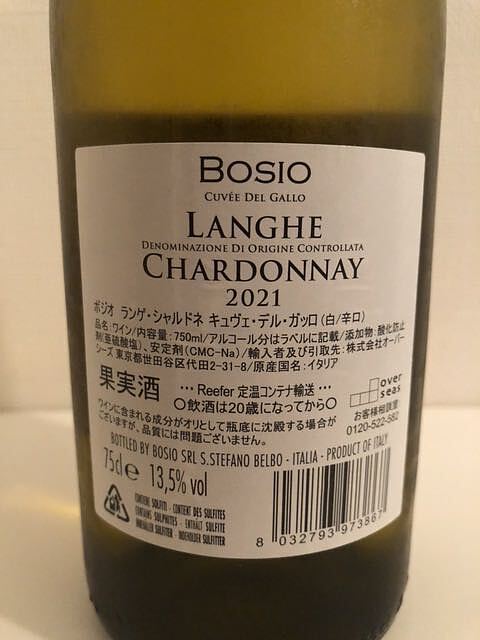 BOSIO
CUVÉE DEL GALLO
LANGHE
DENOMINAZIONE DI ORIGINE CONTROLLATA
CHARDONNAY
2021
ボジオ ランゲ・シャルドネ キュヴェ・デル・ガッロ(白/辛口)
品名:ワイン/内容量:750ml/アルコール分はラベルに記載/添加物:酸化防止
剤(亜硫酸塩)、安定剤(CMC-Na)/輸入者及び引取先:株式会社オーバー
シーズ 東京都世田谷区代田2-31-8/原産国名:イタリア
果実酒
… Reefer 定温コンテナ輸送 …
〇飲酒は20歳になってから〇
over
seas
お客様相談室
0120-522-582
ワインに含まれる成分がオリとして瓶底に沈殿する場合が
ございますが、品質には問題ございません。
BOTTLED BY BOSIO SRL S.STEFANO BELBO - ITALIA - PRODUCT OF ITALY
75cl e 13,5% vol
CONTIENE SOLFITI - CONTENT DES SULFITES
CONTAINS SULPHITES - ENTHÄLT SULFITE
INNEHÅLLER SULFITER - INDEHOLDER SULFITTER
8 032793 973867